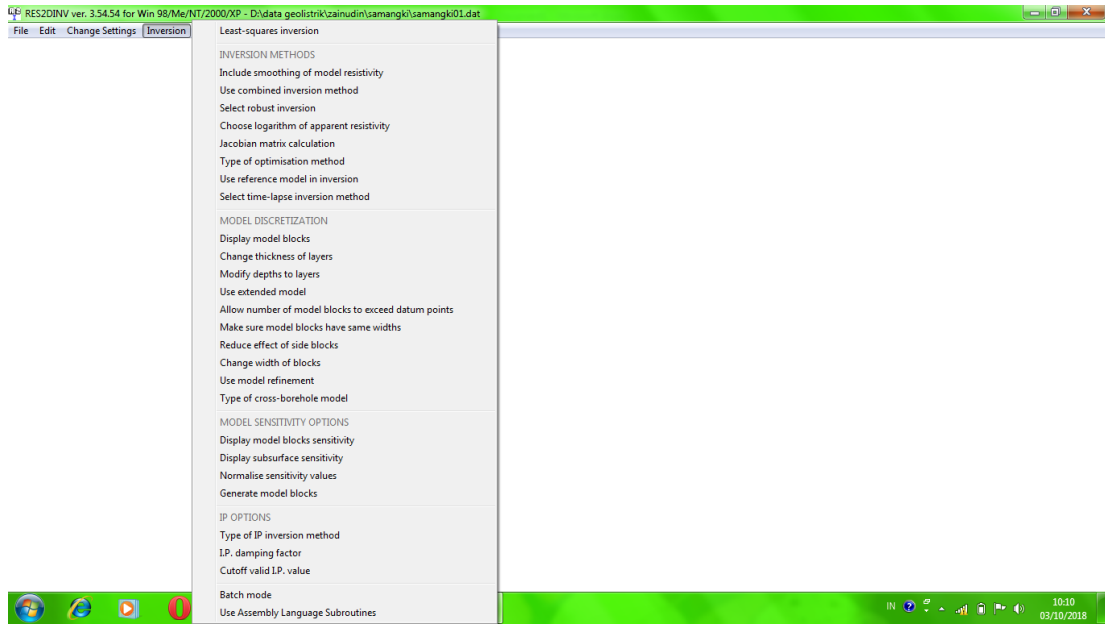 RES2DINV ver. 3.54.54 for Win 98/Me/NT/2000/XP - D:\data geolistrik\zainudin\samangki\samangki01.dat
File Edit Change Settings Inversion
Least-squares inversion
INVERSION METHODS
Include smoothing of model resistivity
Use combined inversion method
Select robust inversion
Choose logarithm of apparent resistivity
Jacobian matrix calculation
Type of optimisation method
Use reference model in inversion
Select time-lapse inversion method
MODEL DISCRETIZATION
Display model blocks
Change thickness of layers
Modify depths to layers
Use extended model
Allow number of model blocks to exceed datum points
Make sure model blocks have same widths
Reduce effect of side blocks
Change width of blocks
Use model refinement
Type of cross-borehole model
MODEL SENSITIVITY OPTIONS
Display model blocks sensitivity
Display subsurface sensitivity
Normalise sensitivity values
Generate model blocks
IP OPTIONS
Type of IP inversion method
I.P. damping factor
Cutoff valid I.P. value
Batch mode
Use Assembly Language Subroutines
IN
10:10
03/10/2018